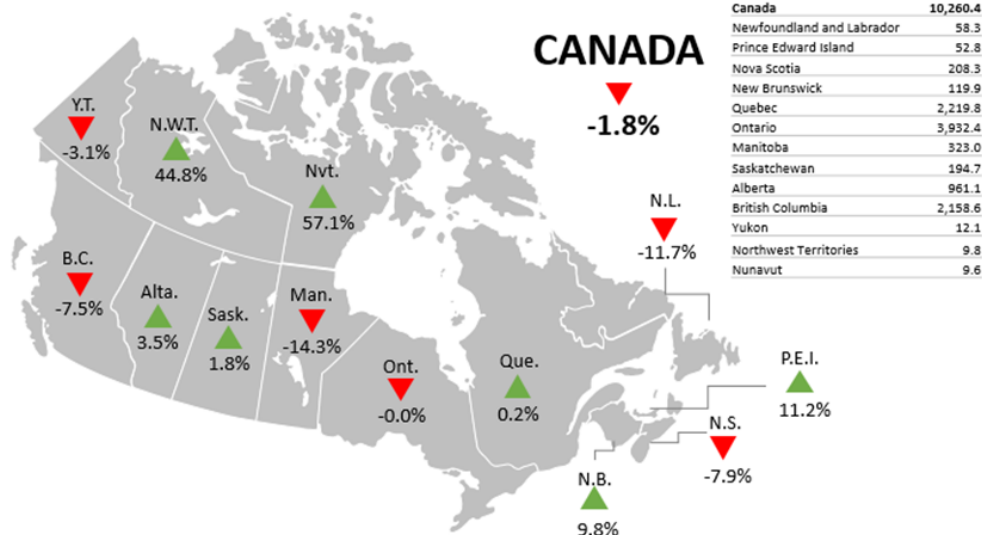 Canada 10,260.4
Newfoundland and Labrador 58.3
Prince Edward Island 52.8
Nova Scotia 208.3
New Brunswick 119.9
Quebec 2,219.8
Ontario 3,932.4
Manitoba 323.0
Saskatchewan 194.7
Alberta 961.1
British Columbia 2,158.6
Yukon 12.1
Northwest Territories 9.8
Nunavut 9.6
CANADA
-1.8%
Y.T.
-3.1%
N.W.T.
44.8%
Nvt.
57.1%
N.L.
-11.7%
B.C.
-7.5%
Alta.
3.5%
Sask.
1.8%
Man.
-14.3%
Ont.
-0.0%
Que.
0.2%
P.E.I.
11.2%
N.S.
-7.9%
N.B.
9.8%